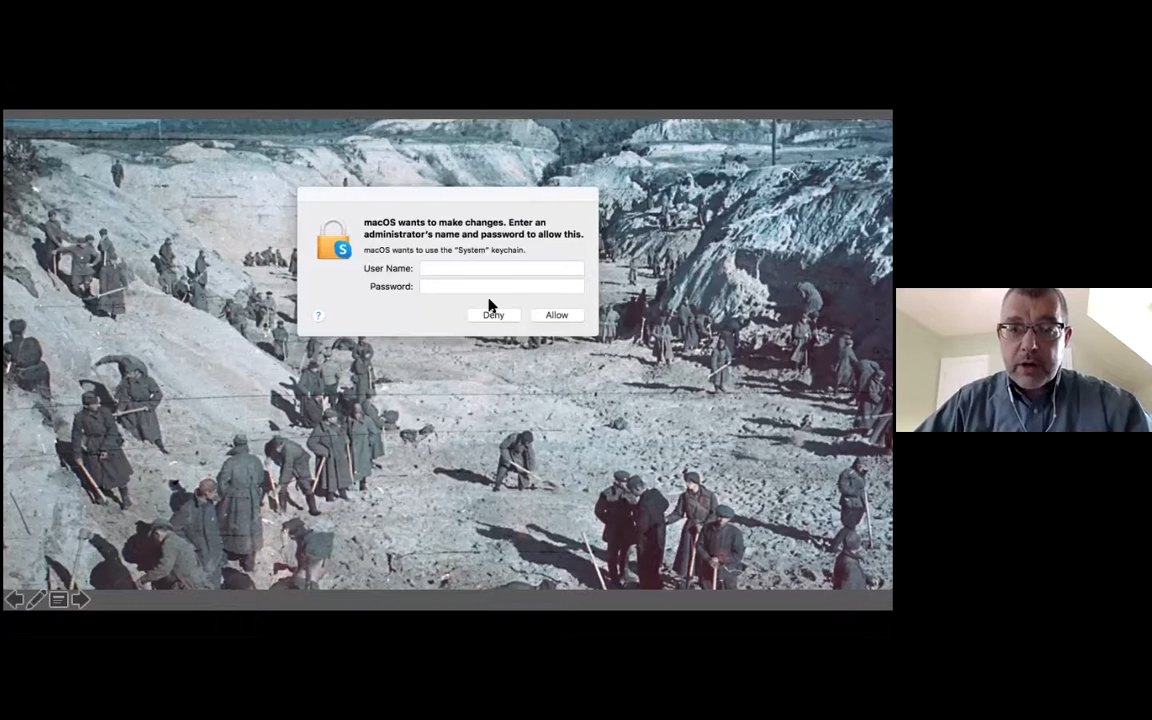 macOS wants to make changes. Enter an
administrator's name and password to allow this.
macOS wants to use the "System" keychain.
User Name:
Password:
?
Deny
Allow